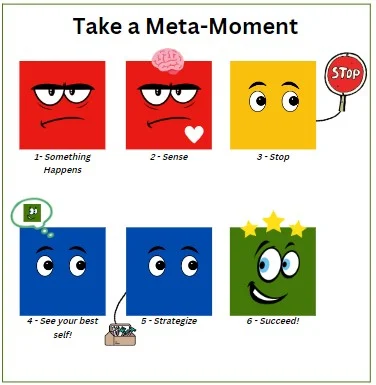 Take a Meta-Moment
STOP
1- Something
Happens
2 - Sense
3 - Stop
4 - See your best
self!
5 - Strategize
6 - Succeed!